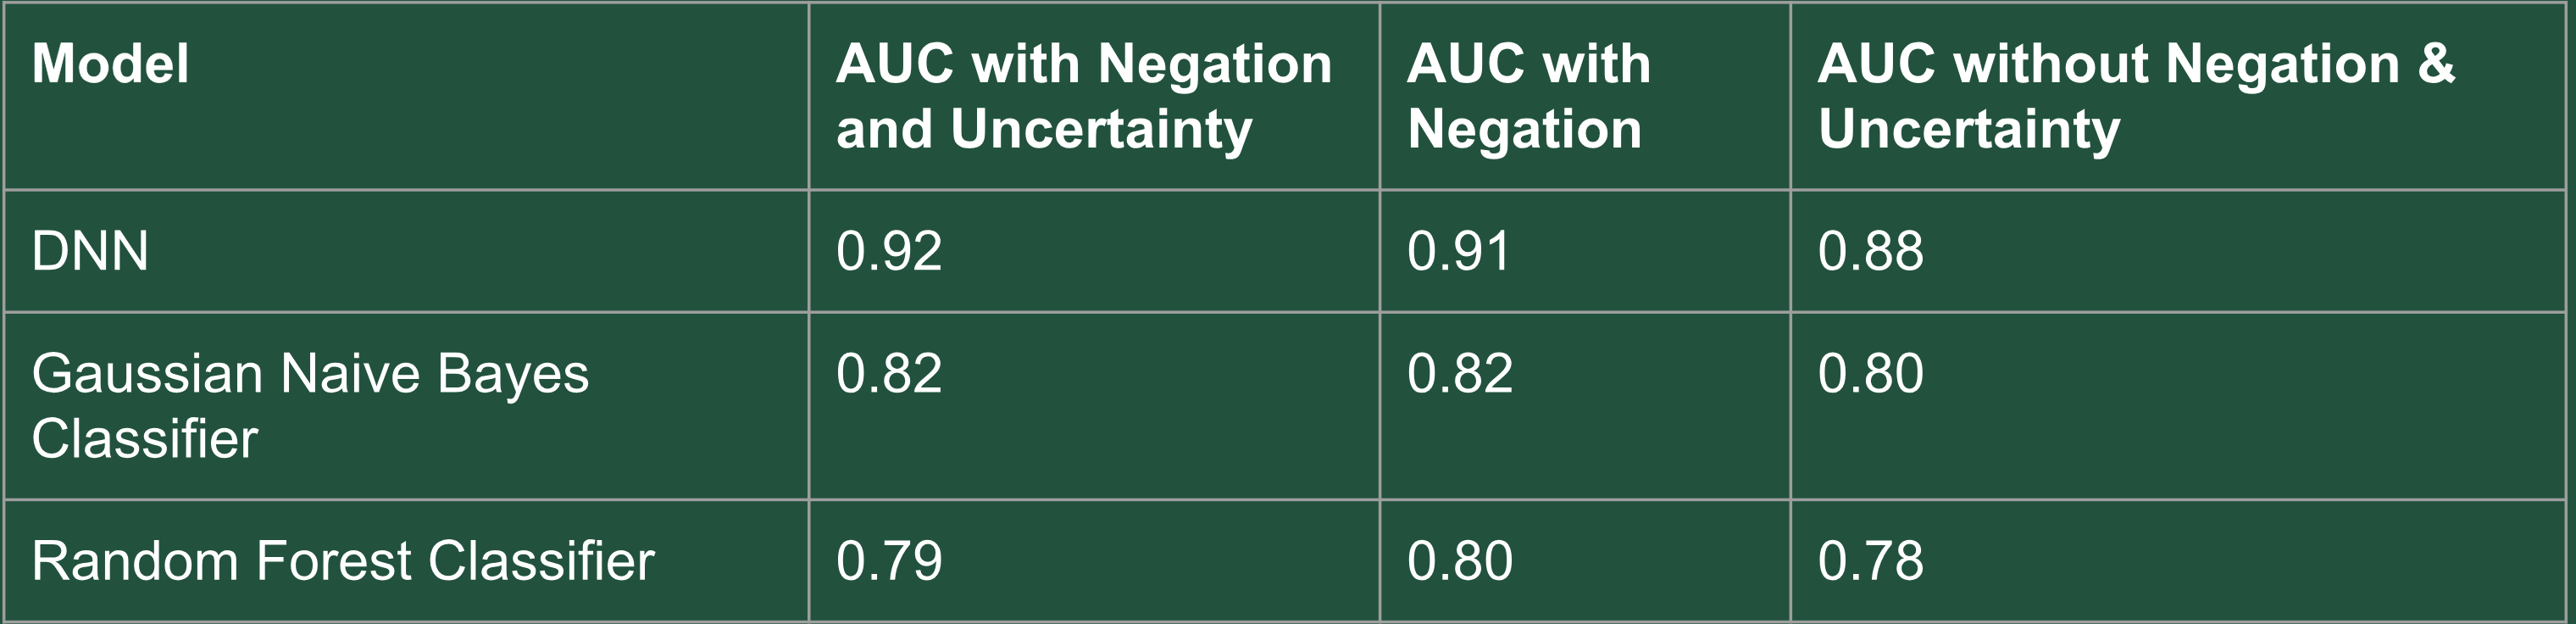 Model
AUC with Negation
and Uncertainty
AUC with
Negation
AUC without Negation &
Uncertainty
DNN
0.92
0.91
0.88
Gaussian Naive Bayes
Classifier
0.82
0.82
0.80
Random Forest Classifier
0.79
0.80
0.78